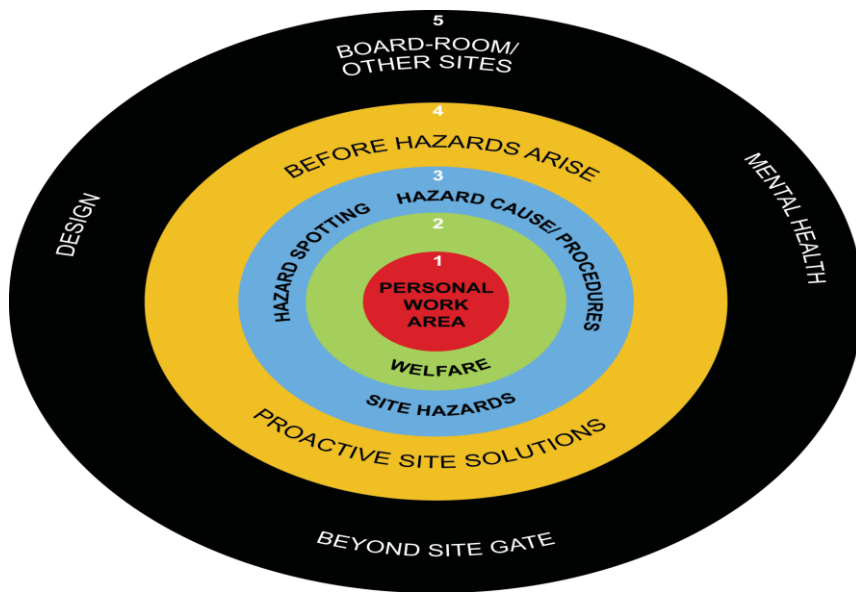 5
BOARD-ROOM/
OTHER SITES
DESIGN
MENTAL HEALTH
4
BEFORE HAZARDS ARISE
3
HAZARD SPOTTING
HAZARD CAUSE/ PROCEDURES
2
1
PERSONAL
WORK
AREA
WELFARE
SITE HAZARDS
PROACTIVE SITE SOLUTIONS
BEYOND SITE GATE